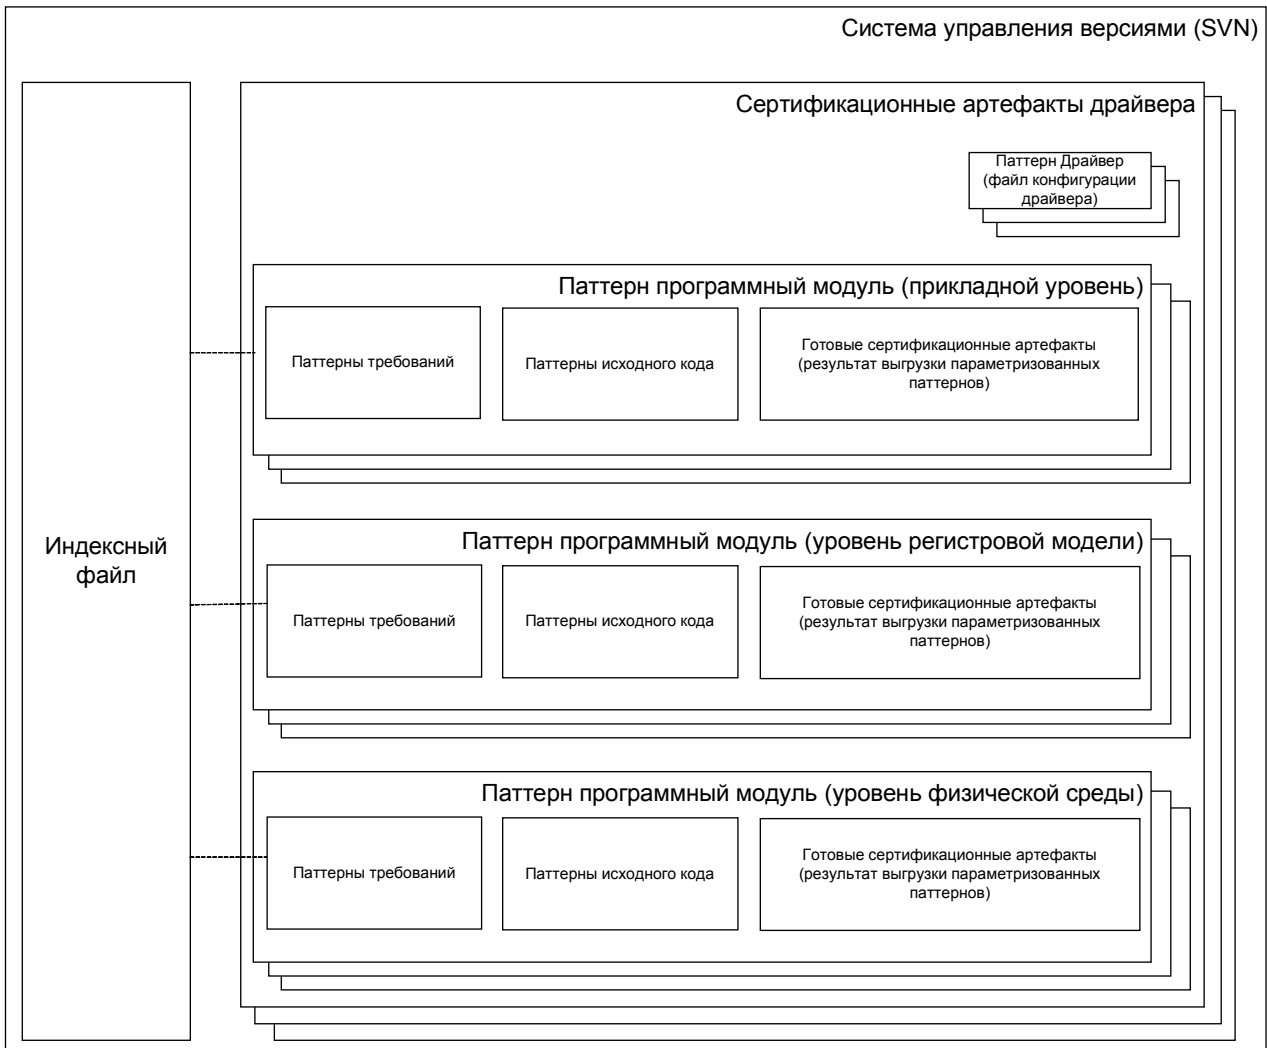 Система управления версиями (SVN)
Сертификационные артефакты драйвера
Паттерн Драйвер
(файл конфигурации
драйвера)
Паттерн программный модуль (прикладной уровень)
Паттерны требований
Паттерны исходного кода
Готовые сертификационные артефакты
(результат выгрузки параметризованных
паттернов)
Индексный
файл
Паттерн программный модуль (уровень регистровой модели)
Паттерны требований
Паттерны исходного кода
Готовые сертификационные артефакты
(результат выгрузки параметризованных
паттернов)
Паттерн программный модуль (уровень физической среды)
Паттерны требований
Паттерны исходного кода
Готовые сертификационные артефакты
(результат выгрузки параметризованных
паттернов)